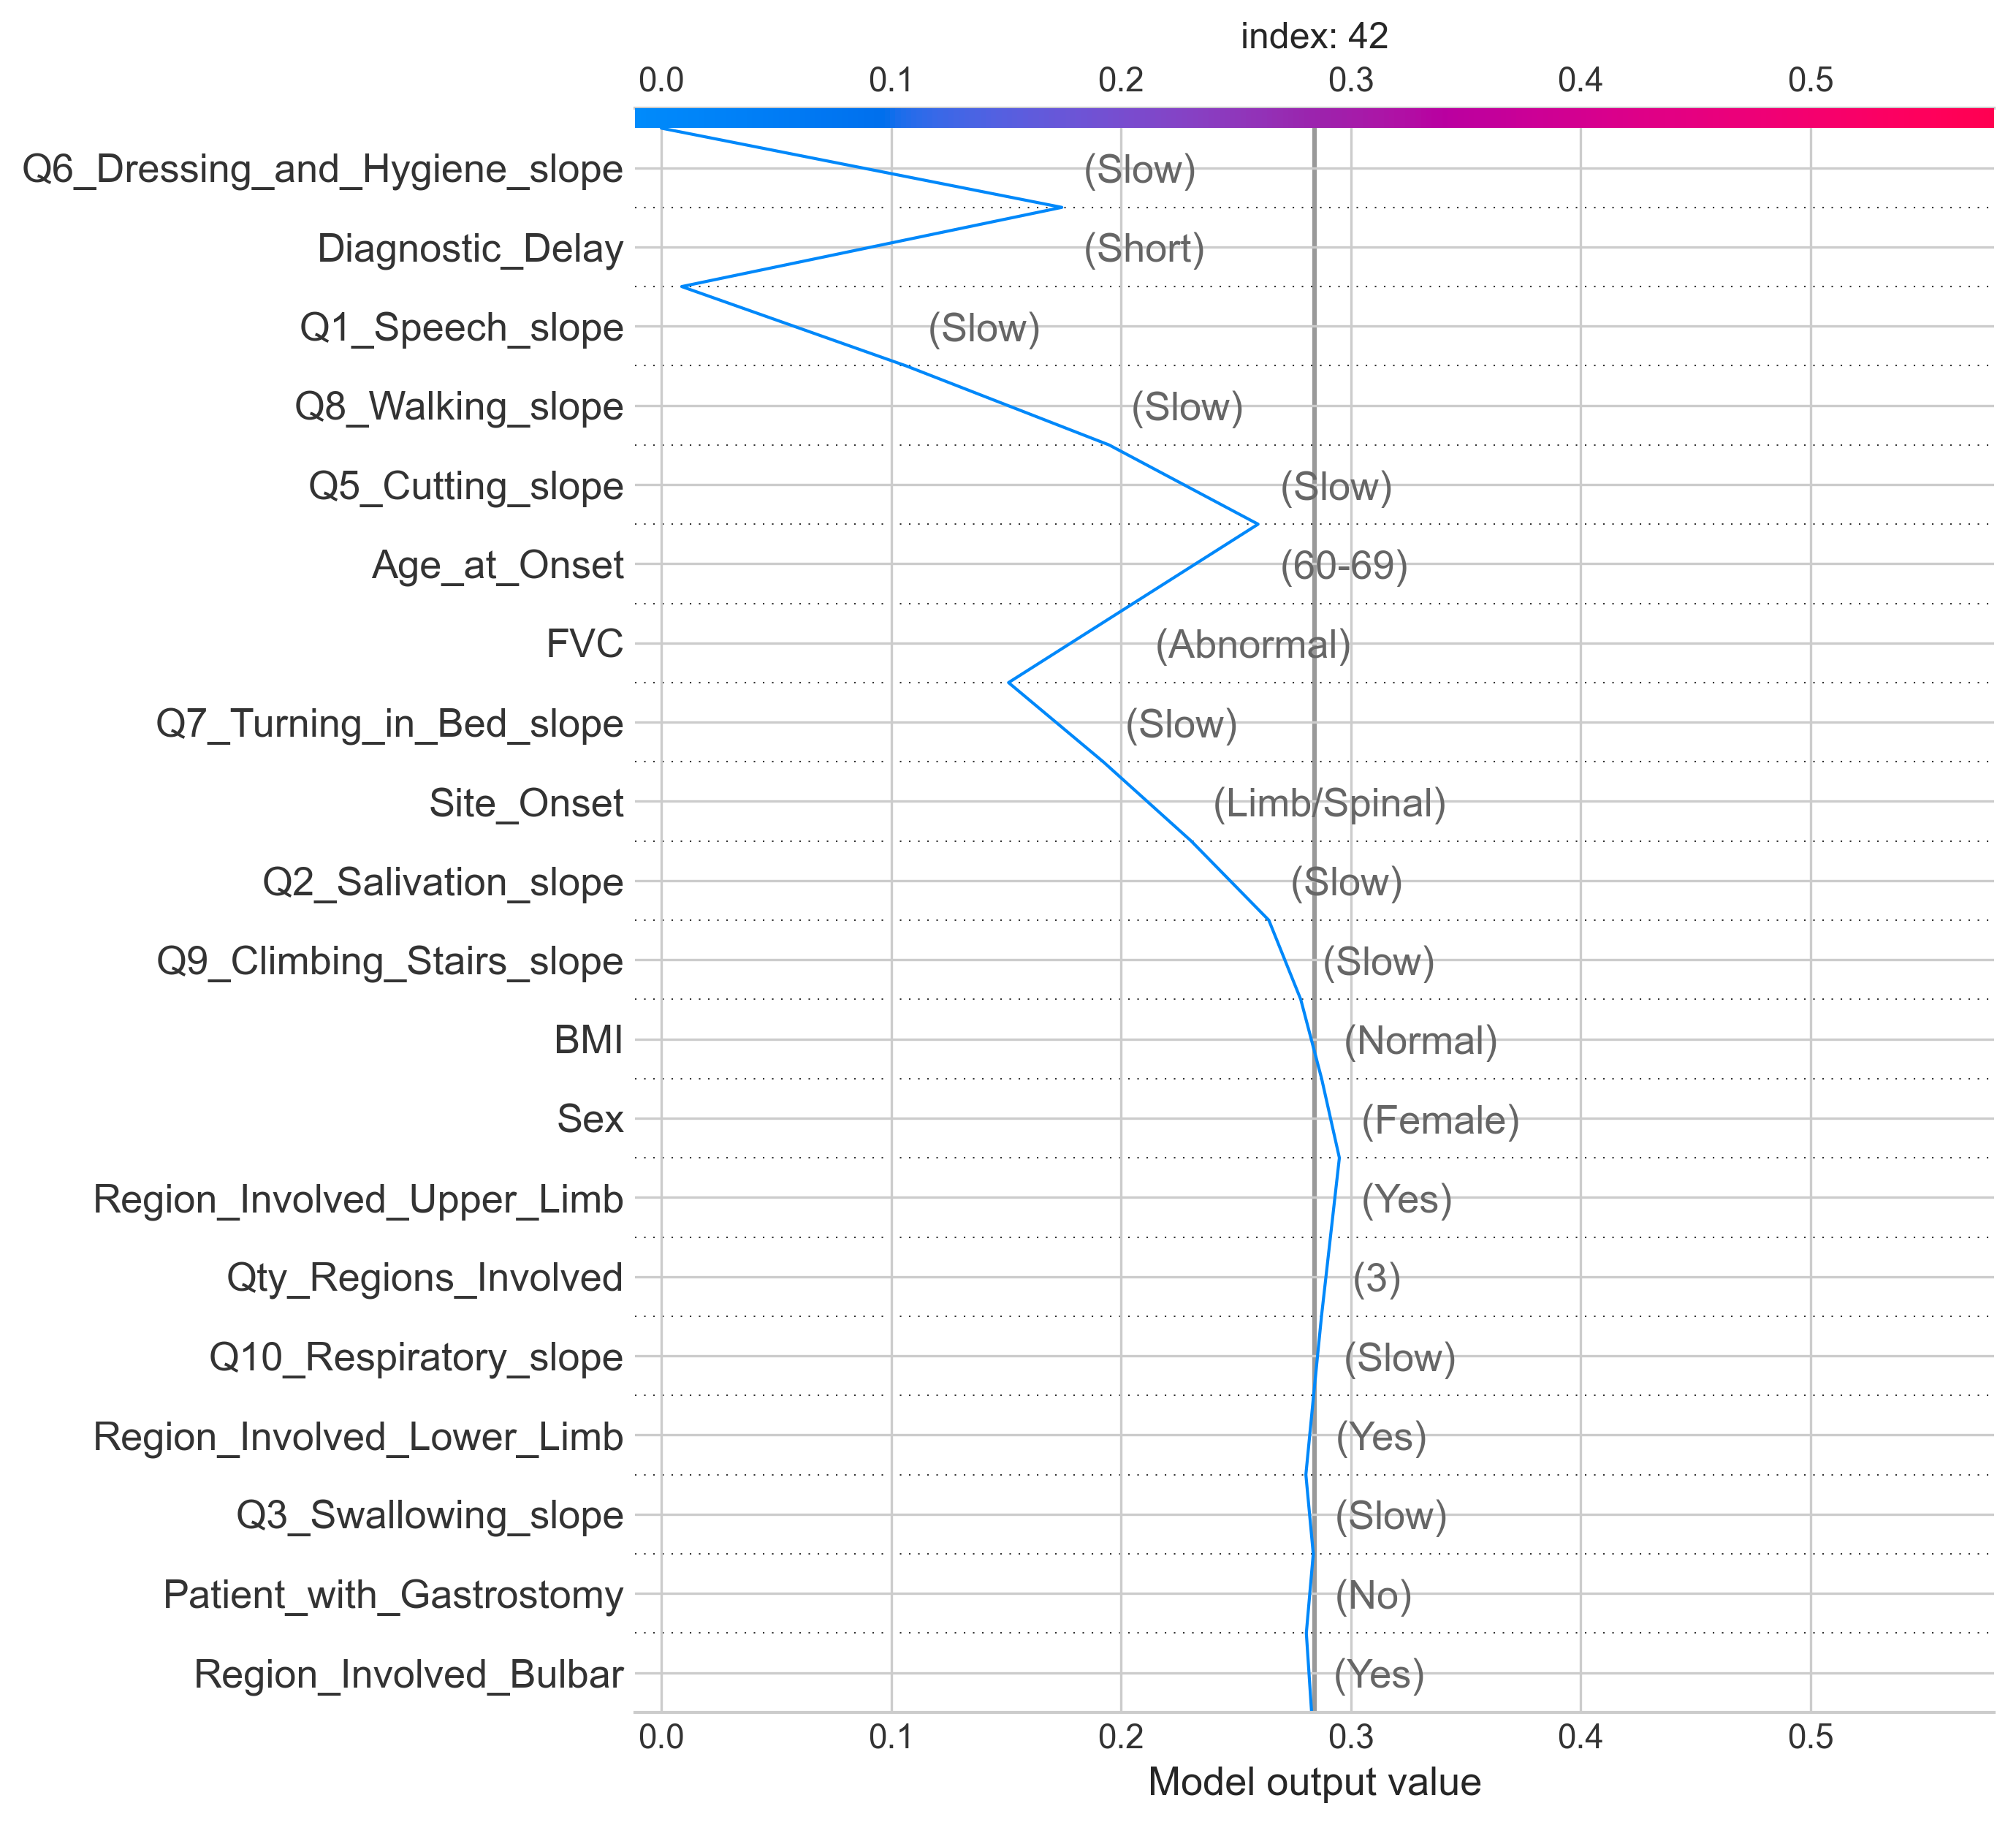 index: 42
0.0 0.1 0.2 0.3 0.4 0.5
Q6_Dressing_and_Hygiene_slope (Slow)
Diagnostic_Delay (Short)
Q1_Speech_slope (Slow)
Q8_Walking_slope (Slow)
Q5_Cutting_slope (Slow)
Age_at_Onset (60-69)
FVC (Abnormal)
Q7_Turning_in_Bed_slope (Slow)
Site_Onset (Limb/Spinal)
Q2_Salivation_slope (Slow)
Q9_Climbing_Stairs_slope (Slow)
BMI (Normal)
Sex (Female)
Region_Involved_Upper_Limb (Yes)
Qty_Regions_Involved (3)
Q10_Respiratory_slope (Slow)
Region_Involved_Lower_Limb (Yes)
Q3_Swallowing_slope (Slow)
Patient_with_Gastrostomy (No)
Region_Involved_Bulbar (Yes)
0.0 0.1 0.2 0.3 0.4 0.5
Model output value